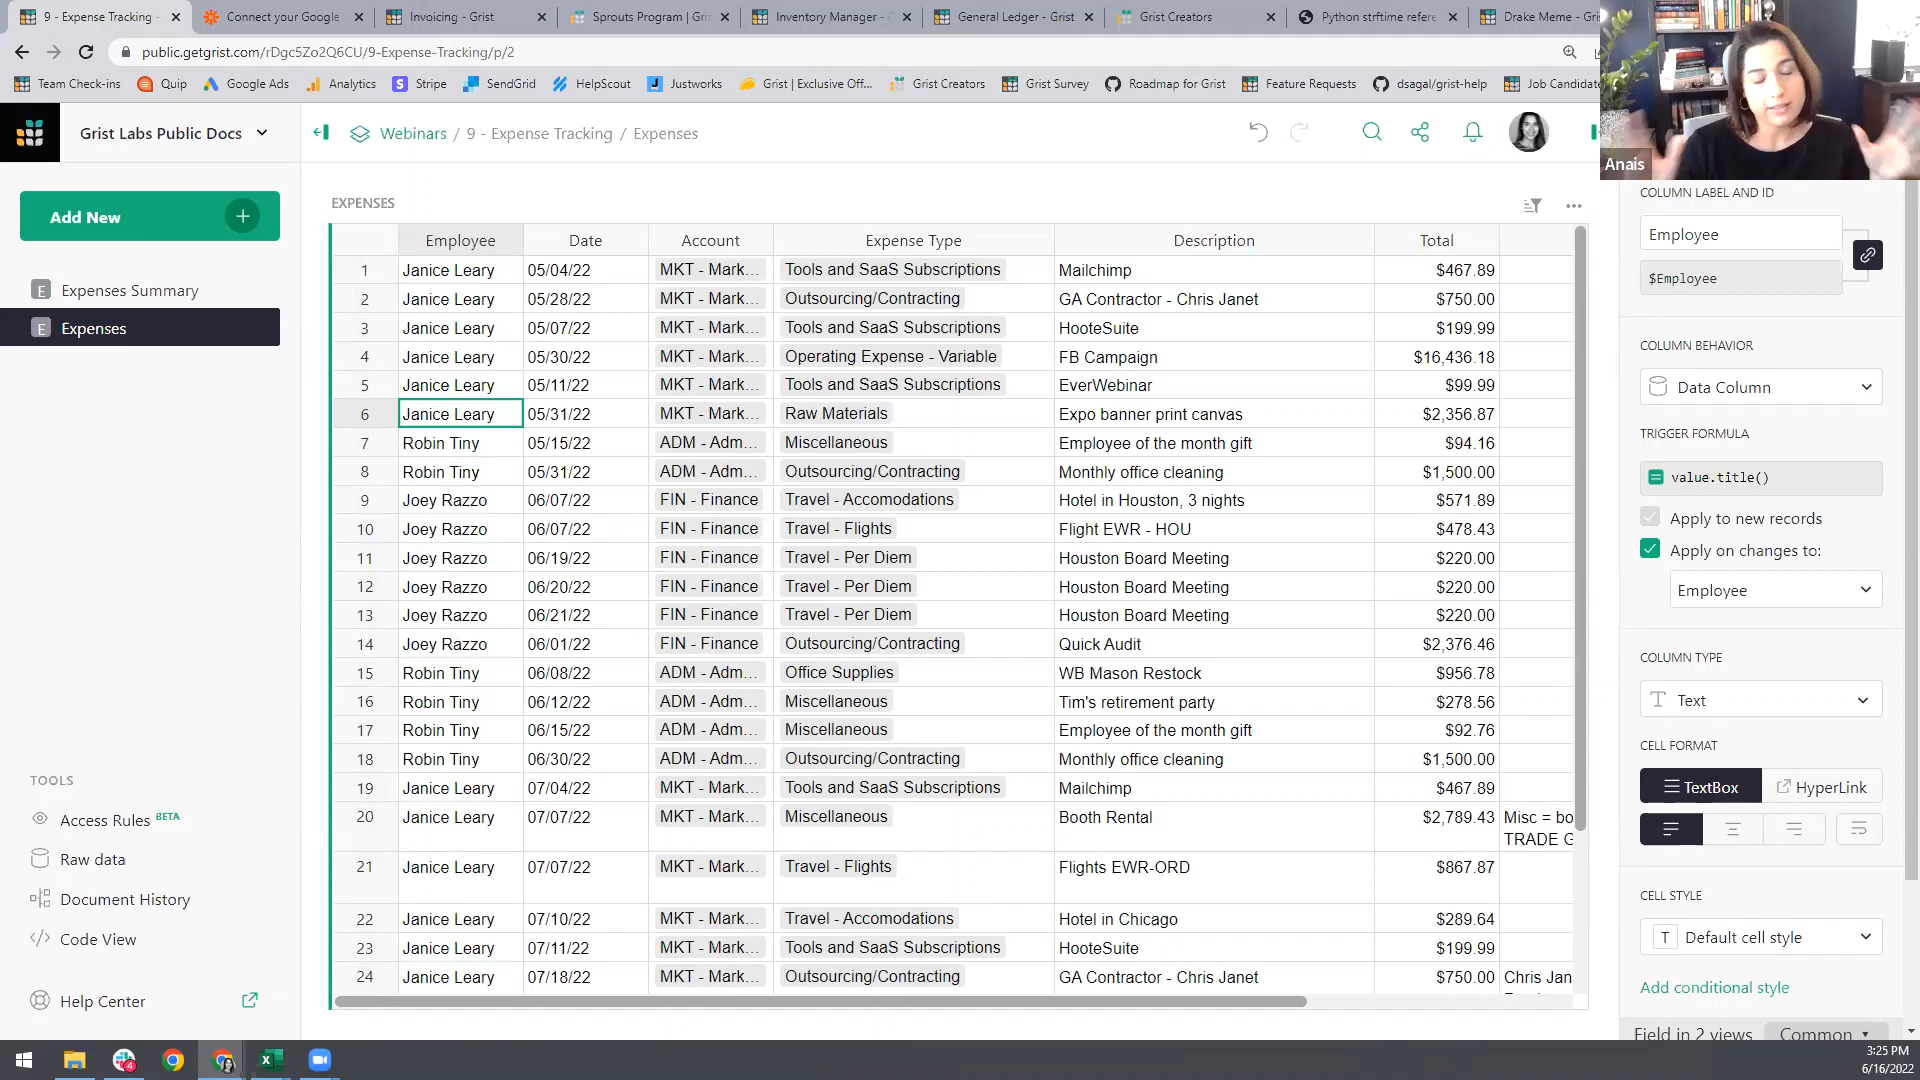 9 - Expense Tracking -
Connect your Google
Invoicing - Grist
Sprouts Program | Gris
Inventory Manager - G
General Ledger - Grist
Grist Creators
Python strftime refere
Drake Meme - Gri
public.getgrist.com/rDgc5Zo2Q6CU/9-Expense-Tracking/p/2
Team Check-ins
Quip
Google Ads
Analytics
Stripe
SendGrid
HelpScout
Justworks
Grist | Exclusive Off...
Grist Creators
Grist Survey
Roadmap for Grist
Feature Requests
dsagal/grist-help
Job Candidate
Anais
Grist Labs Public Docs
Webinars / 9 - Expense Tracking / Expenses
Add New +
E Expenses Summary
E Expenses
TOOLS
Access Rules BETA
Raw data
Document History
Code View
Help Center
EXPENSES
Employee Date Account Expense Type Description Total
1 Janice Leary 05/04/22 MKT - Mark... Tools and SaaS Subscriptions Mailchimp $467.89
2 Janice Leary 05/28/22 MKT - Mark... Outsourcing/Contracting GA Contractor - Chris Janet $750.00
3 Janice Leary 05/07/22 MKT - Mark... Tools and SaaS Subscriptions HooteSuite $199.99
4 Janice Leary 05/30/22 MKT - Mark... Operating Expense - Variable FB Campaign $16,436.18
5 Janice Leary 05/11/22 MKT - Mark... Tools and SaaS Subscriptions EverWebinar $99.99
6 Janice Leary 05/31/22 MKT - Mark... Raw Materials Expo banner print canvas $2,356.87
7 Robin Tiny 05/15/22 ADM - Adm... Miscellaneous Employee of the month gift $94.16
8 Robin Tiny 05/31/22 ADM - Adm... Outsourcing/Contracting Monthly office cleaning $1,500.00
9 Joey Razzo 06/07/22 FIN - Finance Travel - Accomodations Hotel in Houston, 3 nights $571.89
10 Joey Razzo 06/07/22 FIN - Finance Travel - Flights Flight EWR - HOU $478.43
11 Joey Razzo 06/19/22 FIN - Finance Travel - Per Diem Houston Board Meeting $220.00
12 Joey Razzo 06/20/22 FIN - Finance Travel - Per Diem Houston Board Meeting $220.00
13 Joey Razzo 06/21/22 FIN - Finance Travel - Per Diem Houston Board Meeting $220.00
14 Joey Razzo 06/01/22 FIN - Finance Outsourcing/Contracting Quick Audit $2,376.46
15 Robin Tiny 06/08/22 ADM - Adm... Office Supplies WB Mason Restock $956.78
16 Robin Tiny 06/12/22 ADM - Adm... Miscellaneous Tim's retirement party $278.56
17 Robin Tiny 06/15/22 ADM - Adm... Miscellaneous Employee of the month gift $92.76
18 Robin Tiny 06/30/22 ADM - Adm... Outsourcing/Contracting Monthly office cleaning $1,500.00
19 Janice Leary 07/04/22 MKT - Mark... Tools and SaaS Subscriptions Mailchimp $467.89
20 Janice Leary 07/07/22 MKT - Mark... Miscellaneous Booth Rental $2,789.43 Misc = bo
TRADE G
21 Janice Leary 07/07/22 MKT - Mark... Travel - Flights Flights EWR-ORD $867.87
22 Janice Leary 07/10/22 MKT - Mark... Travel - Accomodations Hotel in Chicago $289.64
23 Janice Leary 07/11/22 MKT - Mark... Tools and SaaS Subscriptions HooteSuite $199.99
24 Janice Leary 07/18/22 MKT - Mark... Outsourcing/Contracting GA Contractor - Chris Janet $750.00 Chris Jan
COLUMN LABEL AND ID
Employee
$Employee
COLUMN BEHAVIOR
Data Column
TRIGGER FORMULA
value.title()
Apply to new records
Apply on changes to:
Employee
COLUMN TYPE
T Text
CELL FORMAT
TextBox HyperLink
CELL STYLE
T Default cell style
Add conditional style
Field in 2 views Common
4
3:25 PM
6/16/2022